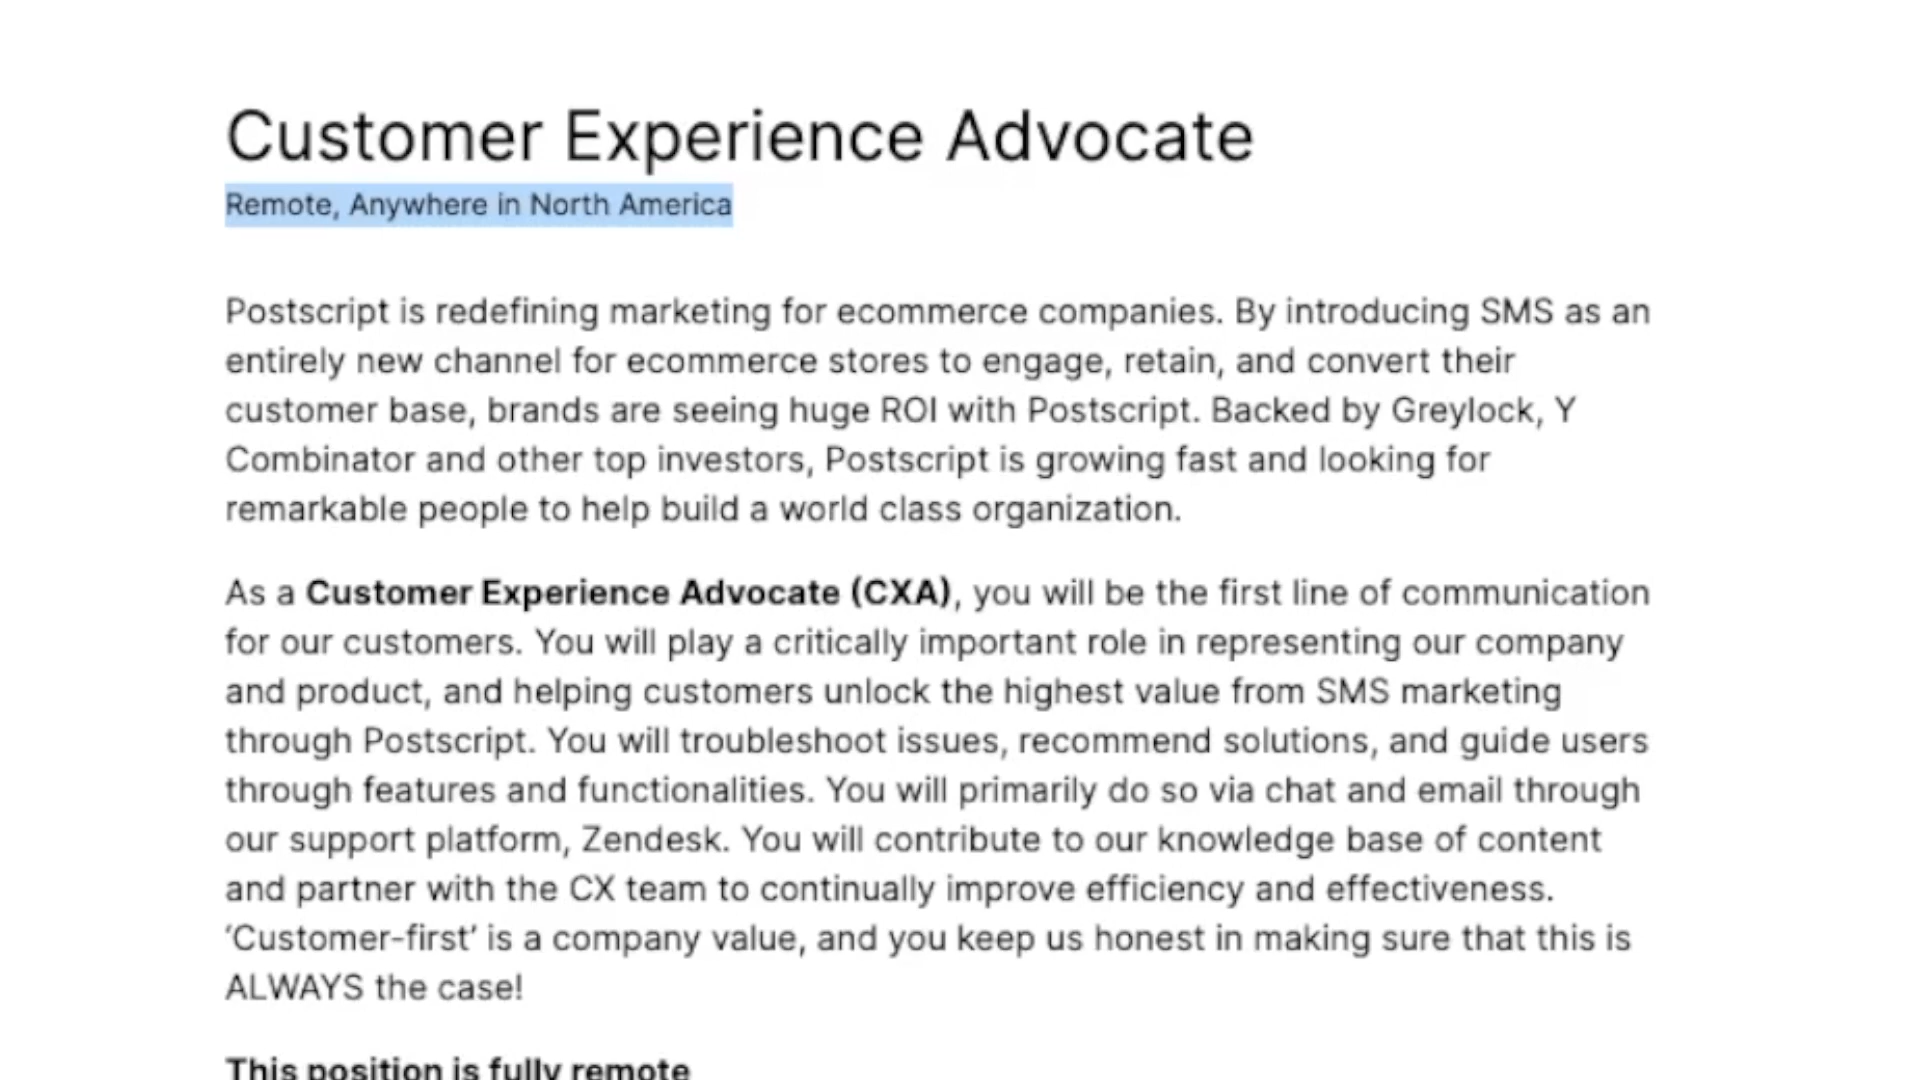 Customer Experience Advocate
Remote, Anywhere in North America
Postscript is redefining marketing for ecommerce companies. By introducing SMS as an
entirely new channel for ecommerce stores to engage, retain, and convert their
customer base, brands are seeing huge ROI with Postscript. Backed by Greylock, Y
Combinator and other top investors, Postscript is growing fast and looking for
remarkable people to help build a world class organization.
As a Customer Experience Advocate (CXA), you will be the first line of communication
for our customers. You will play a critically important role in representing our company
and product, and helping customers unlock the highest value from SMS marketing
through Postscript. You will troubleshoot issues, recommend solutions, and guide users
through features and functionalities. You will primarily do so via chat and email through
our support platform, Zendesk. You will contribute to our knowledge base of content
and partner with the CX team to continually improve efficiency and effectiveness.
‘Customer-first’ is a company value, and you keep us honest in making sure that this is
ALWAYS the case!
This position is fully remote